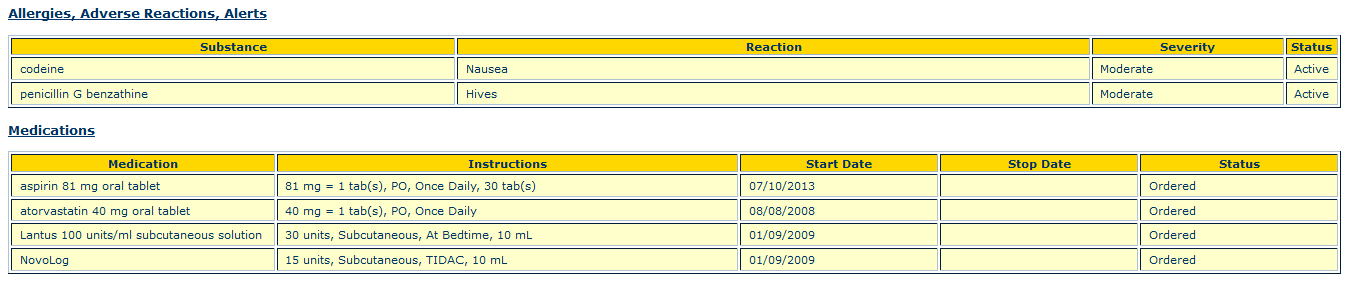 Allergies, Adverse Reactions, Alerts
Substance Reaction Severity Status
codeine Nausea Moderate Active
penicillin G benzathine Hives Moderate Active
Medications
Medication Instructions Start Date Stop Date Status
aspirin 81 mg oral tablet 81 mg = 1 tab(s), PO, Once Daily, 30 tab(s) 07/10/2013 Ordered
atorvastatin 40 mg oral tablet 40 mg = 1 tab(s), PO, Once Daily 08/08/2008 Ordered
Lantus 100 units/ml subcutaneous solution 30 units, Subcutaneous, At Bedtime, 10 mL 01/09/2009 Ordered
NovoLog 15 units, Subcutaneous, TIDAC, 10 mL 01/09/2009 Ordered